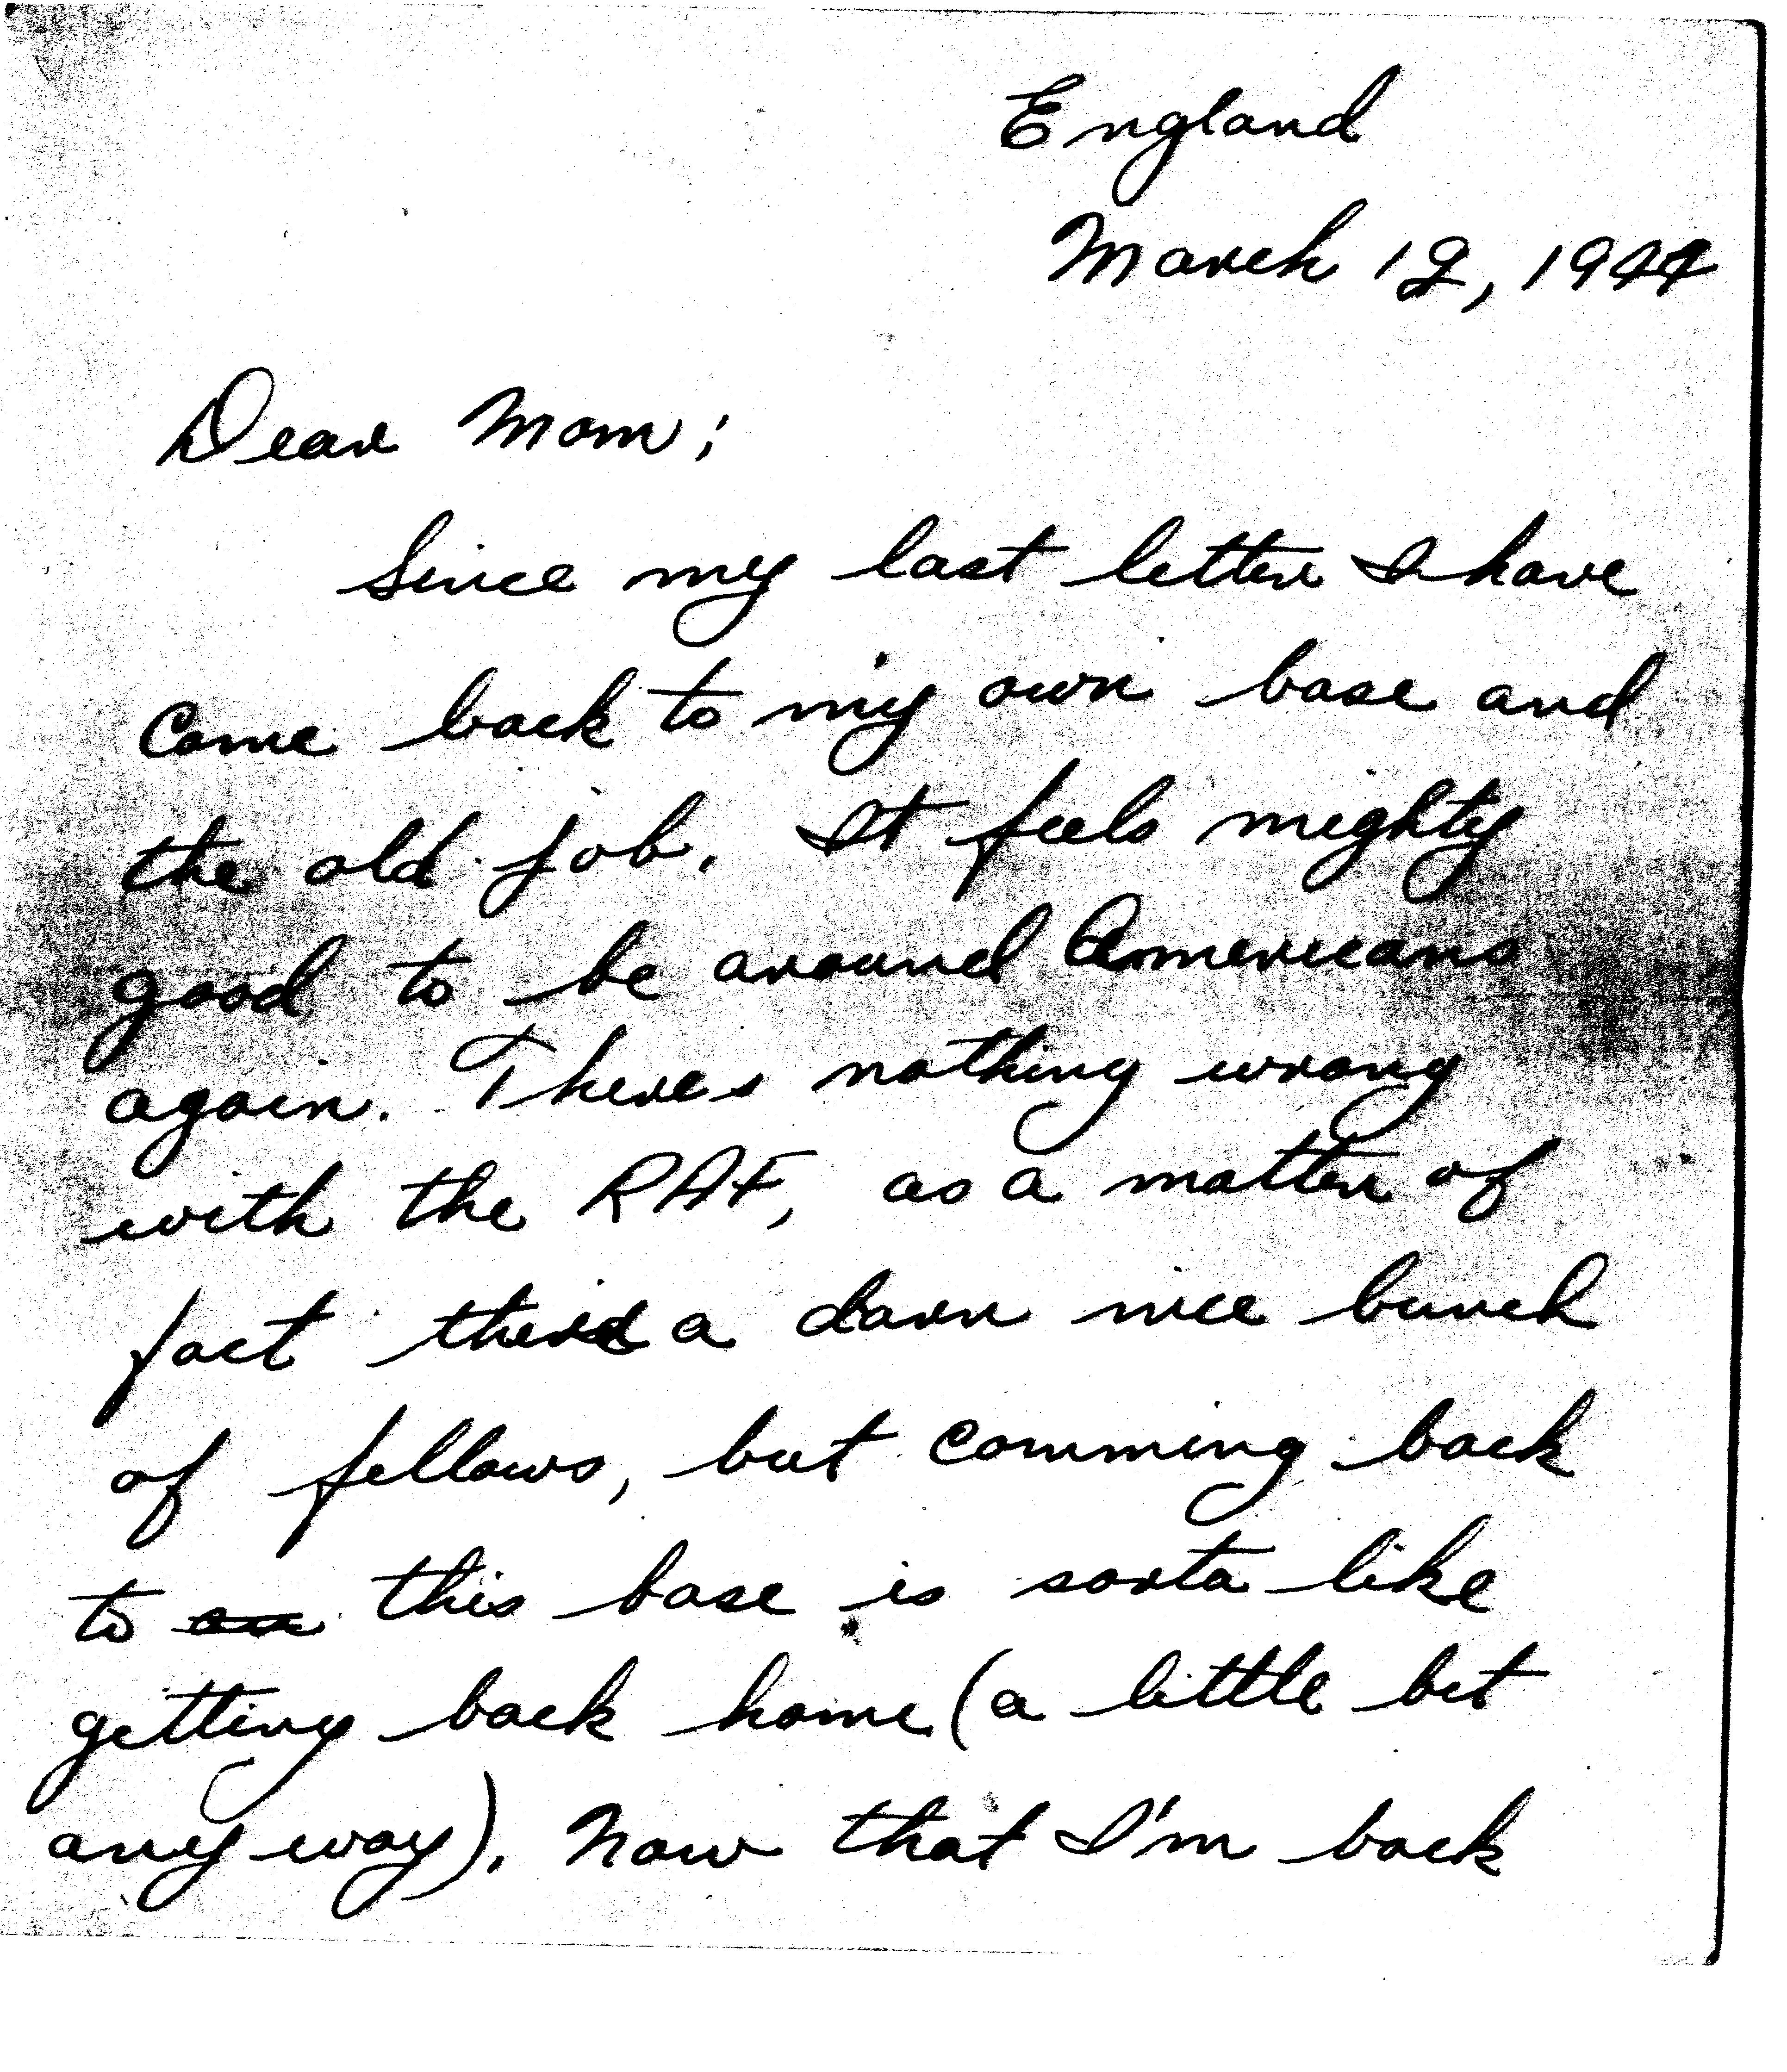 England
March 12, 1944
Dear Mom;
Since my last letter I have
come back to my own base and
the old job. It feels mighty
good to be around Americans
again. Theres nothing wrong
with the RAF, as a matter of
fact a darn nice bunch
of fellows, but comming back
to this base is sorta like
getting back home (a little bit
any way). Now that I'm back